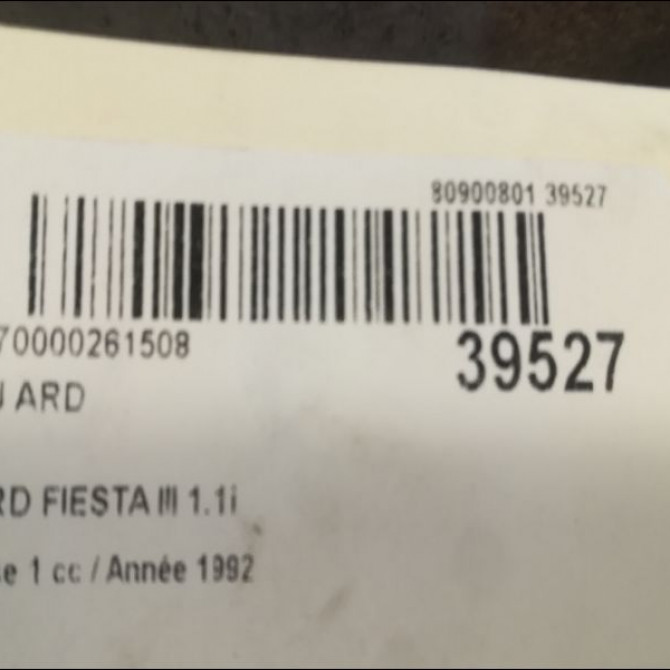 80900801 39527
70000261508
39527
ARD
RD FIESTA III 1.1i
e 1 cc / Année 1992